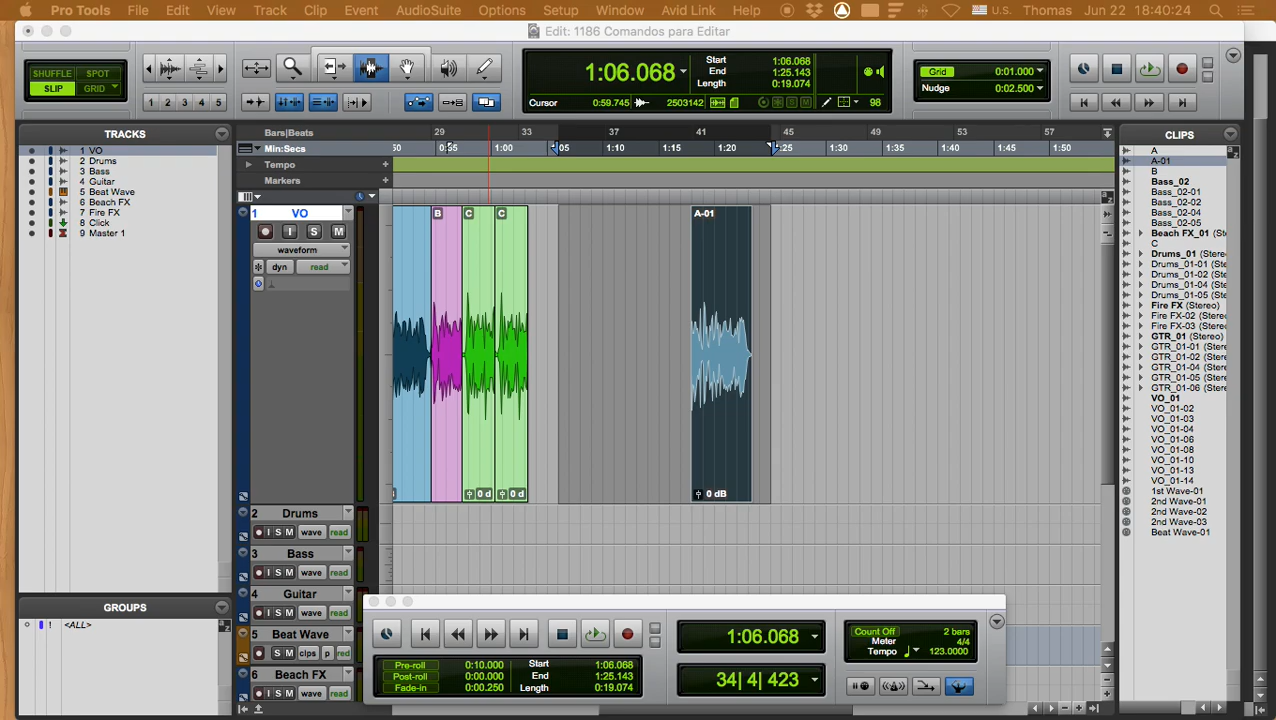 Pro Tools File Edit View Track Clip Event AudioSuite Options Setup Window Avid Link Help U.S. Thomas Jun 22 18:40:24
Edit: 1186 Comandos para Editar
SHUFFLE SPOT
SLIP GRID
1 2 3 4 5
1:06.068
Start 1:06.068
End 1:25.143
Length 0:19.074
Cursor 0:59.745 2503142 98
Grid 0:01.000
Nudge 0:02.500
TRACKS
1 VO
2 Drums
3 Bass
4 Guitar
5 Beat Wave
6 Beach FX
7 Fire FX
8 Click
9 Master 1
GROUPS
! <ALL>
Bars|Beats 29 33 37 41 45 49 53 57
Min:Secs 30 0:55 1:00 1:05 1:10 1:15 1:20 1:25 1:30 1:35 1:40 1:45 1:50
Tempo
Markers
1 VO
I S M
waveform
dyn read
B C C A-01
0 d 0 d 0 dB
2 Drums
I S M wave read
3 Bass
I S M wave read
4 Guitar
I S M wave read
5 Beat Wave
S M clps p red
6 Beach FX
I S M wave read
1:06.068
Pre-roll 0:10.000
Post-roll 0:00.000
Fade-in 0:00.250
Start 1:06.068
End 1:25.143
Length 0:19.074
34| 4| 423
Count Off 2 bars
Meter 4/4
Tempo 123.0000
CLIPS
A
A-01
B
Bass_02
Bass_02-01
Bass_02-02
Bass_02-04
Bass_02-05
Beach FX_01 (Stere
C
Drums_01 (Stereo
Drums_01-01 (Ste
Drums_01-04 (Ste
Drums_01-05 (Ste
Fire FX (Stereo)
Fire FX-02 (Stereo
Fire FX-03 (Stereo
GTR_01 (Stereo)
GTR_01-01 (Stere
GTR_01-02 (Stere
GTR_01-04 (Stere
GTR_01-05 (Stere
GTR_01-06 (Stere
VO_01
VO_01-02
VO_01-03
VO_01-04
VO_01-06
VO_01-08
VO_01-10
VO_01-13
VO_01-14
1st Wave-01
2nd Wave-01
2nd Wave-02
2nd Wave-03
Beat Wave-01